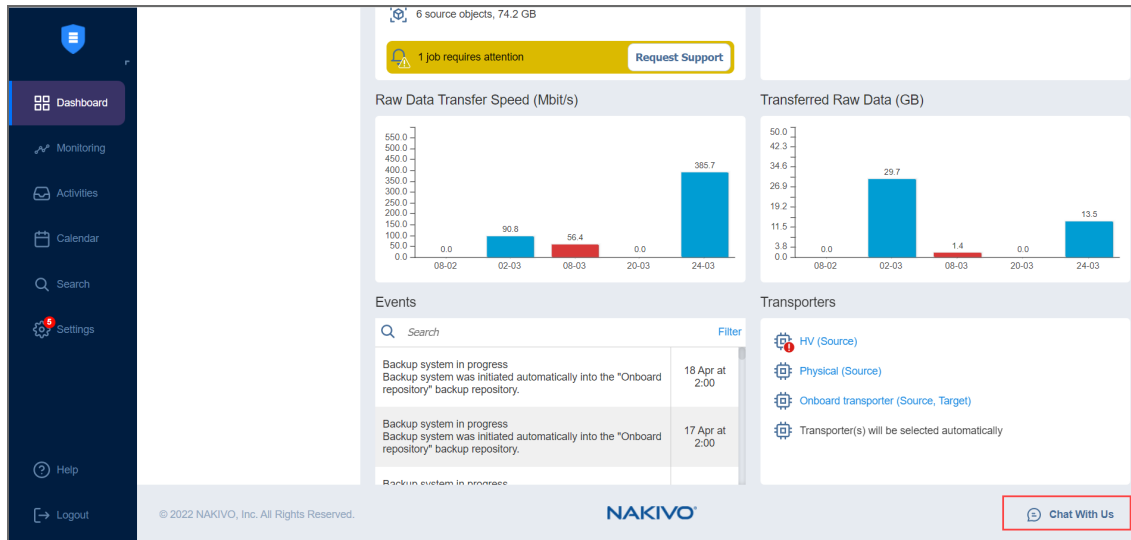 6 source objects, 74.2 GB
1 job requires attention
Request Support
Dashboard
Monitoring
Activities
Calendar
Search
5
Settings
Help
Logout
Raw Data Transfer Speed (Mbit/s)
550.0
500.0
450.0
400.0
350.0
300.0
250.0
200.0
150.0
100.0
50.0
0.0
0.0
90.8
56.4
0.0
385.7
08-02 02-03 08-03 20-03 24-03
Transferred Raw Data (GB)
50.0
42.3
34.6
26.9
19.2
11.5
3.8
0.0
0.0
29.7
1.4
0.0
13.5
08-02 02-03 08-03 20-03 24-03
Events
Search
Filter
Backup system in progress
Backup system was initiated automatically into the "Onboard
repository" backup repository.
18 Apr at
2:00
Backup system in progress
Backup system was initiated automatically into the "Onboard
repository" backup repository.
17 Apr at
2:00
Backup system in progress
Transporters
HV (Source)
Physical (Source)
Onboard transporter (Source, Target)
Transporter(s) will be selected automatically
© 2022 NAKIVO, Inc. All Rights Reserved.
NAKIVO®
Chat With Us